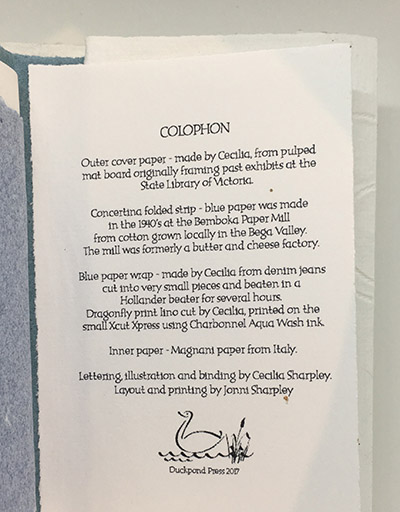 COLOPHON
Outer cover paper - made by Cecilia, from pulped
mat board originally framing past exhibits at the
State Library of Victoria.
Concertina folded strip - blue paper was made
in the 1940's at the Bemboka Paper Mill
from cotton grown locally in the Bega Valley.
The mill was formerly a butter and cheese factory.
Blue paper wrap - made by Cecilia from denim jeans
cut into very small pieces and beaten in a
Hollander beater for several hours.
Dragonfly print lino cut by Cecilia, printed on the
small Xcut Xpress using Charbonnel Aqua Wash ink.
Inner paper - Magnani paper from Italy.
Lettering, illustration and binding by Cecilia Sharpley.
Layout and printing by Jonni Sharpley
Duckpond Press 2017